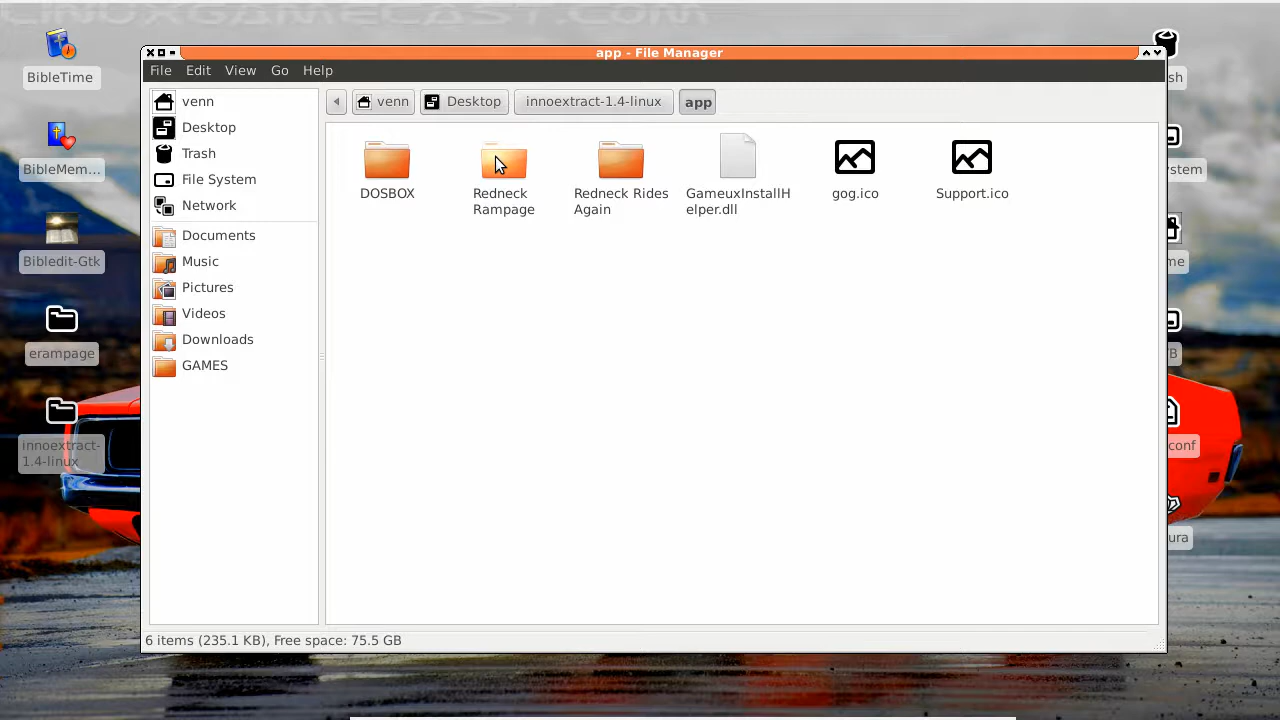 LINUXGAMECAST.COM
app - File Manager
File Edit View Go Help
venn
Desktop
Trash
File System
Network
Documents
Music
Pictures
Videos
Downloads
GAMES
venn Desktop innoextract-1.4-linux app
DOSBOX
Redneck
Rampage
Redneck Rides
Again
GameuxInstallH
elper.dll
gog.ico
Support.ico
6 items (235.1 KB), Free space: 75.5 GB
BibleTime
BibleMem...
Bibledit-Gtk
erampage
innoextract-
1.4-linux
sh
stem
me
B
conf
ura